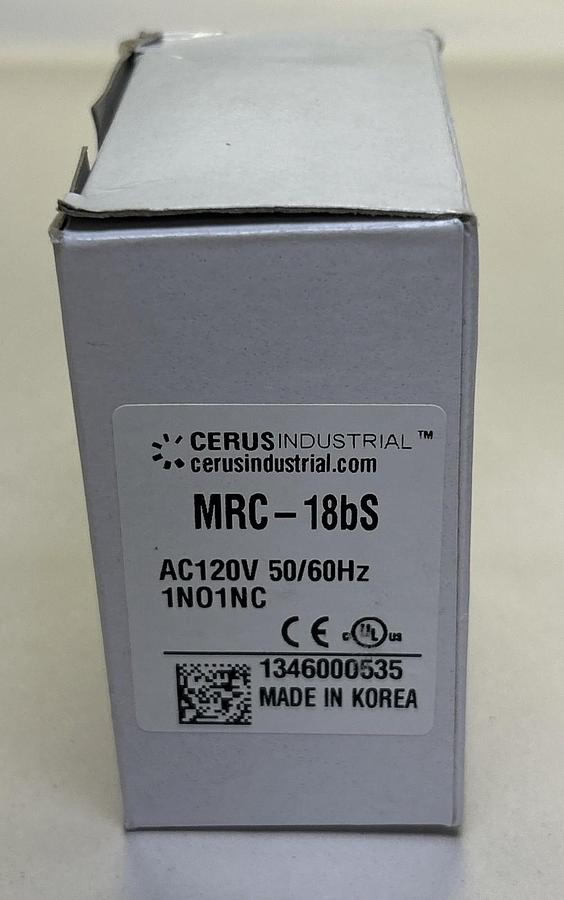 CERUSINDUSTRIAL™
cerusindustrial.com
MRC-18bS
AC120V 50/60Hz
1NO1NC
CE c UL us
1346000535
MADE IN KOREA